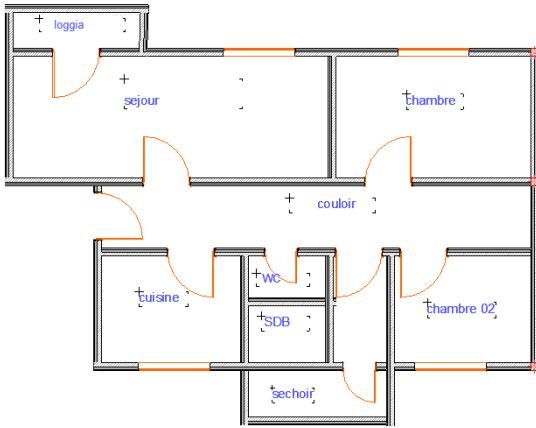 loggia
sejour
chambre
couloir
WC
cuisine
chambre 02
SDB
sechoir